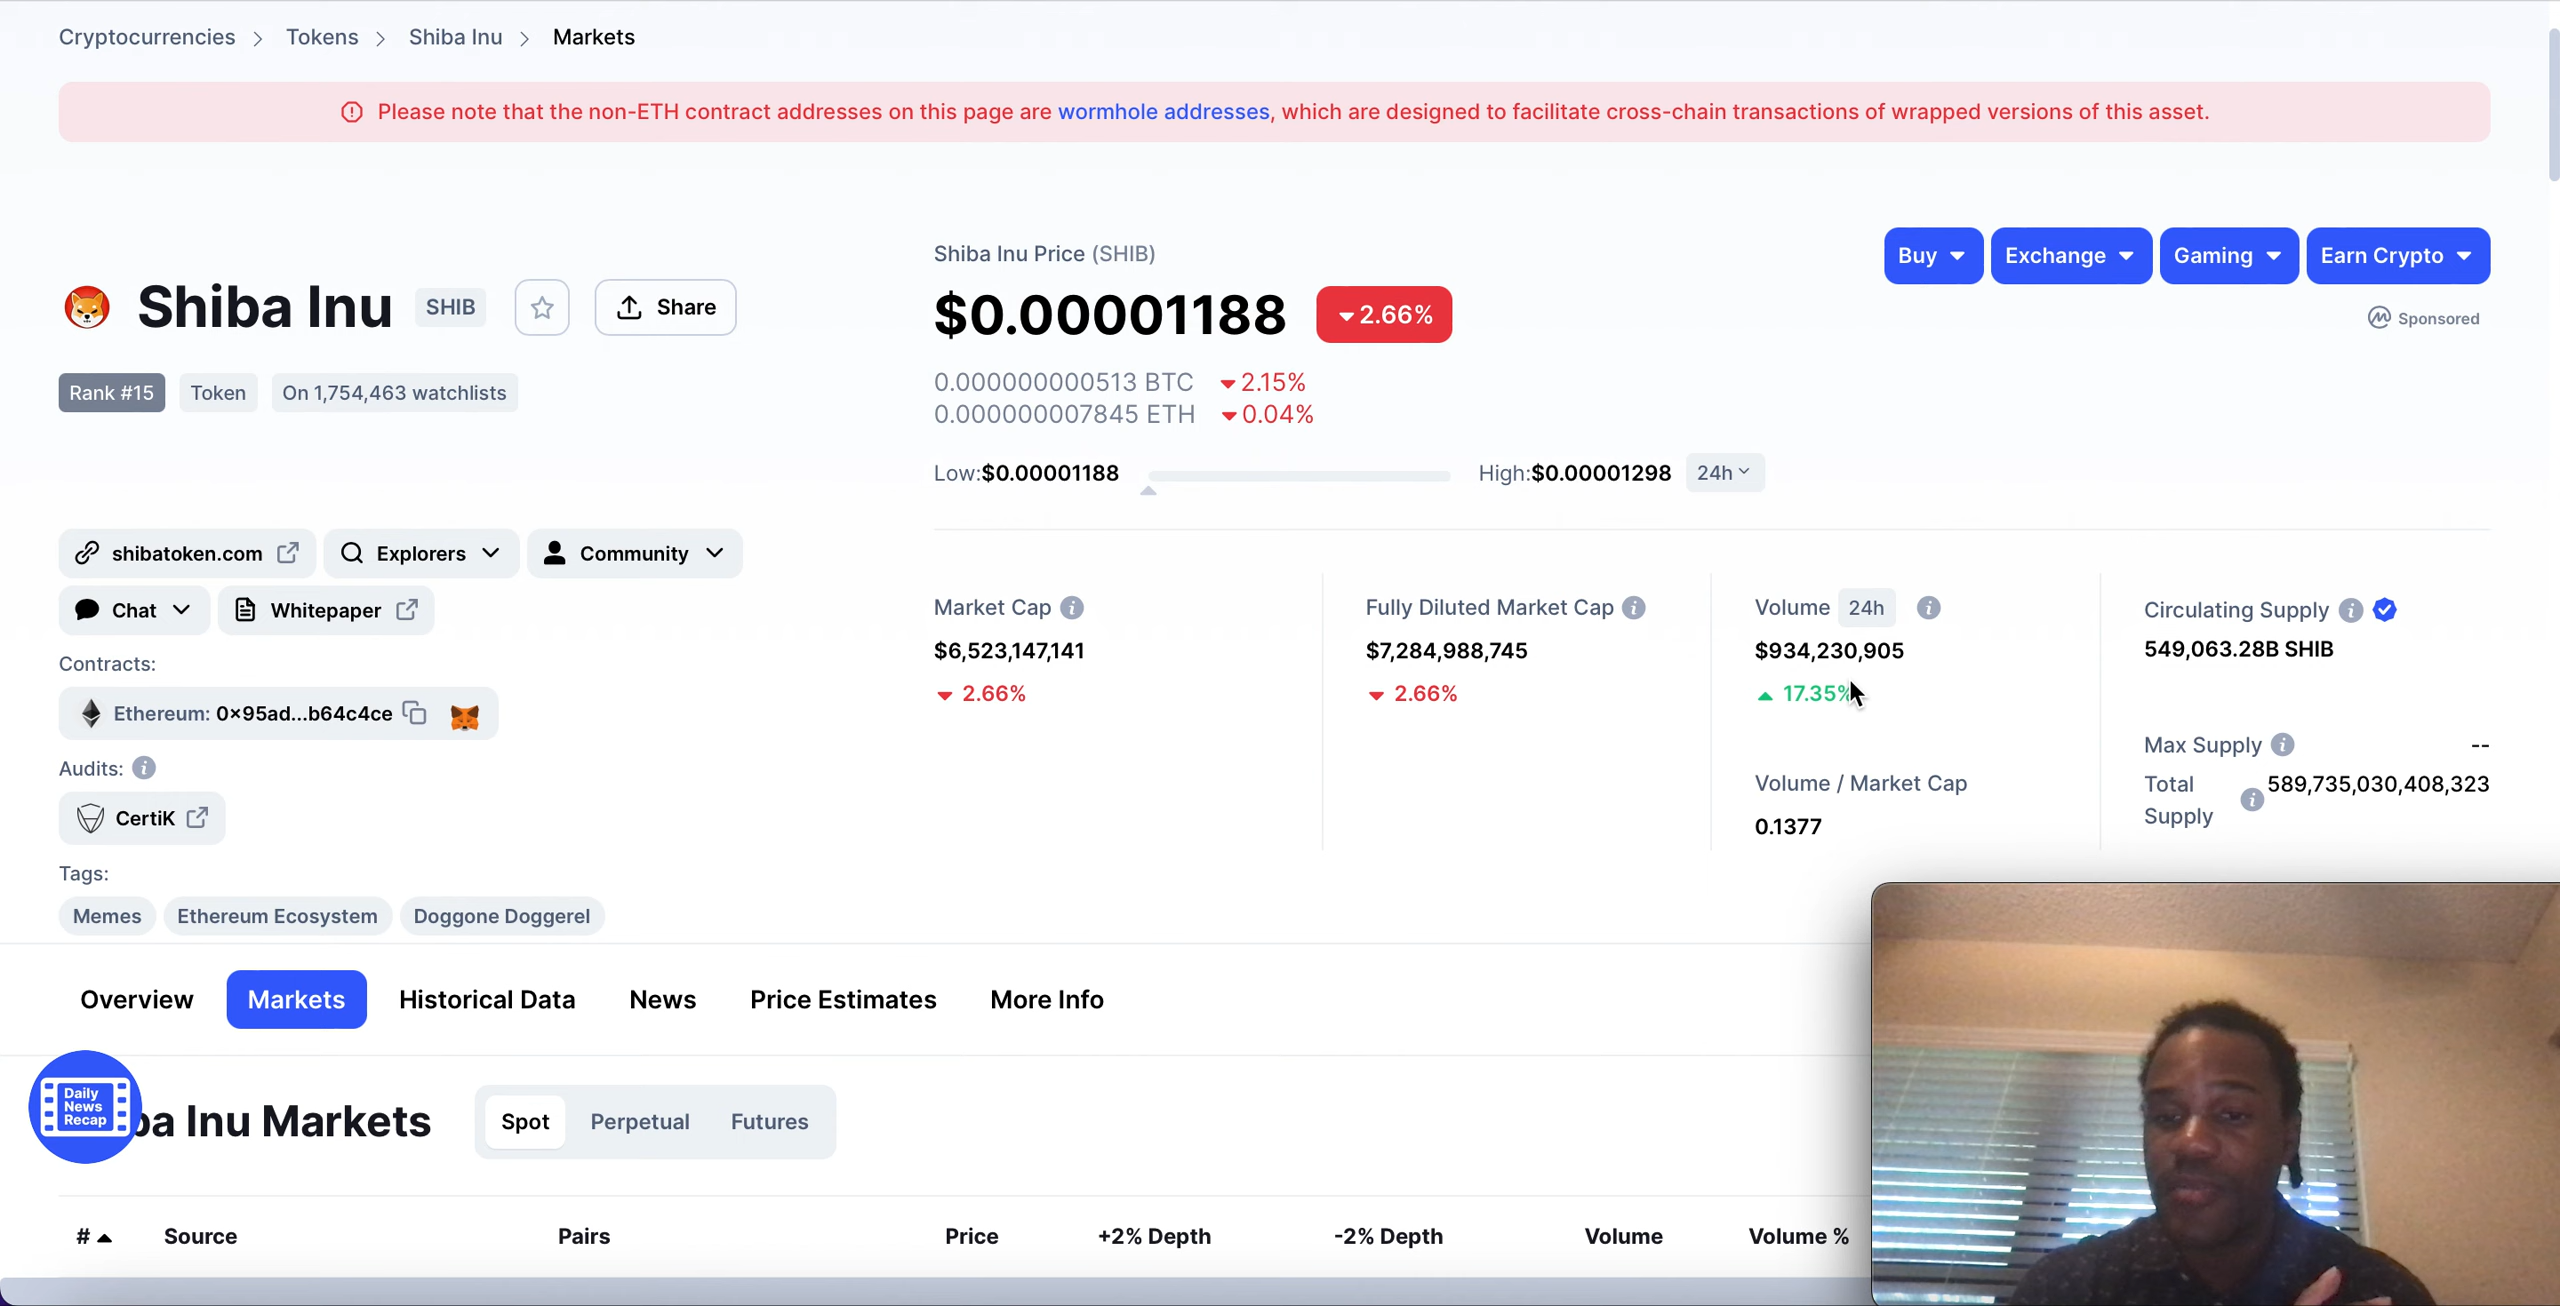 Cryptocurrencies > Tokens > Shiba Inu > Markets
Please note that the non-ETH contract addresses on this page are wormhole addresses, which are designed to facilitate cross-chain transactions of wrapped versions of this asset.
Shiba Inu SHIB Share
Rank #15 Token On 1,754,463 watchlists
shibatoken.com Explorers Community
Chat Whitepaper
Contracts:
Ethereum: 0x95ad...b64c4ce
Audits:
CertiK
Tags:
Memes Ethereum Ecosystem Doggone Doggerel
Shiba Inu Price (SHIB)
$0.00001188 2.66%
0.000000000513 BTC 2.15%
0.000000007845 ETH 0.04%
Low:$0.00001188 High:$0.00001298 24h
Buy Exchange Gaming Earn Crypto
Sponsored
Market Cap
$6,523,147,141
2.66%
Fully Diluted Market Cap
$7,284,988,745
2.66%
Volume 24h
$934,230,905
17.35%
Volume / Market Cap
0.1377
Circulating Supply
549,063.28B SHIB
Max Supply --
Total Supply 589,735,030,408,323
Overview Markets Historical Data News Price Estimates More Info
Daily
News
Recap
ba Inu Markets Spot Perpetual Futures
# Source Pairs Price +2% Depth -2% Depth Volume Volume %